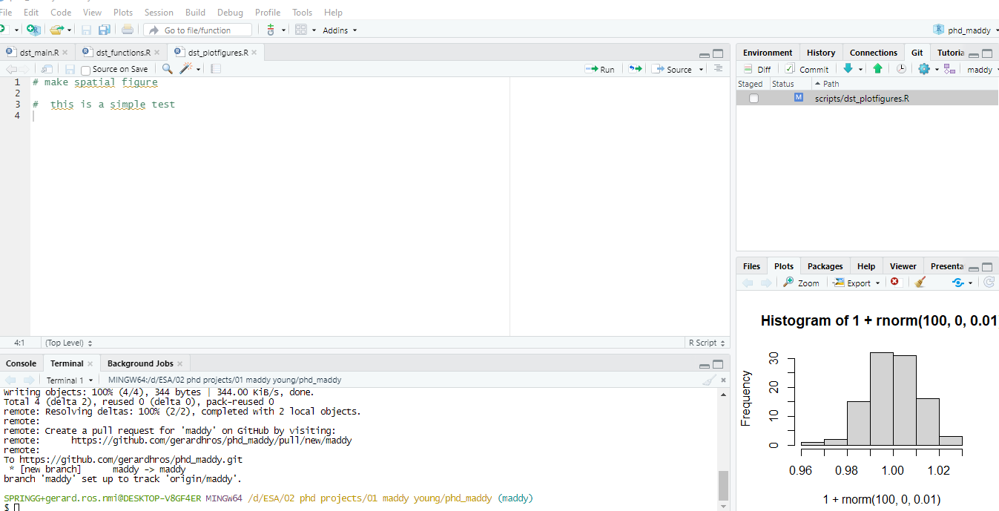 File Edit Code View Plots Session Build Debug Profile Tools Help
Go to file/function Addins phd_maddy
dst_main.R dst_functions.R dst_plotfigures.R
Source on Save Run Source
1 # make spatial figure
2
3 #  this is a simple test
4
4:1 (Top Level) R Script
Console Terminal Background Jobs
Terminal 1 MINGW64:/d/ESA/02 phd projects/01 maddy young/phd_maddy
Writing objects: 100% (4/4), 344 bytes | 344.00 KiB/s, done.
Total 4 (delta 2), reused 0 (delta 0), pack-reused 0
remote: Resolving deltas: 100% (2/2), completed with 2 local objects.
remote:
remote: Create a pull request for 'maddy' on GitHub by visiting:
remote:      https://github.com/gerardhros/phd_maddy/pull/new/maddy
remote:
To https://github.com/gerardhros/phd_maddy.git
 * [new branch]      maddy -> maddy
branch 'maddy' set up to track 'origin/maddy'.
SPRINGG+gerard.ros.nmi@DESKTOP-V8GF4ER MINGW64 /d/ESA/02 phd projects/01 maddy young/phd_maddy (maddy)
$
Environment History Connections Git Tutoria
Diff Commit maddy
Staged Status Path
M scripts/dst_plotfigures.R
Files Plots Packages Help Viewer Presenta
Zoom Export
Histogram of 1 + rnorm(100, 0, 0.01)
Frequency
30
20
10
0
0.96 0.98 1.00 1.02
1 + rnorm(100, 0, 0.01)